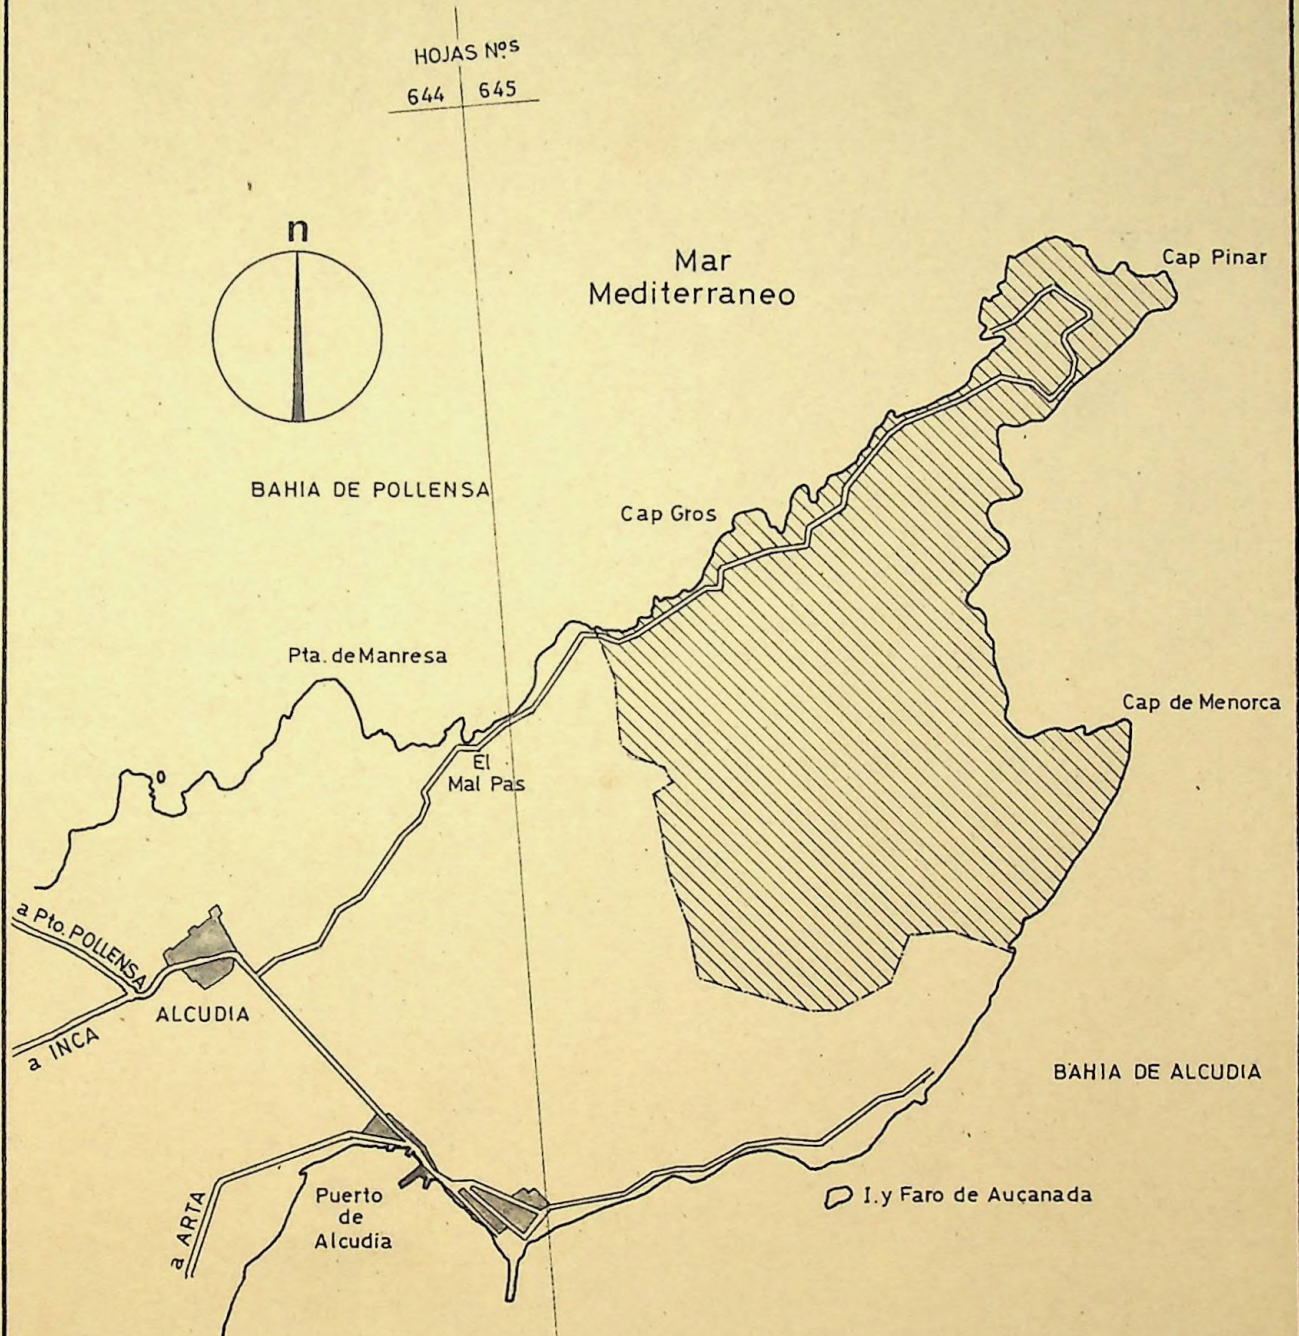 HOJAS Nºs
644 645
n
Mar
Mediterraneo
Cap Pinar
BAHIA DE POLLENSA
Cap Gros
Pta. de Manresa
Cap de Menorca
El
Mal Pas
a Pto. POLLENSA
ALCUDIA
a INCA
BAHIA DE ALCUDIA
a ARTA
Puerto
de
Alcudia
I. y Faro de Auçanada